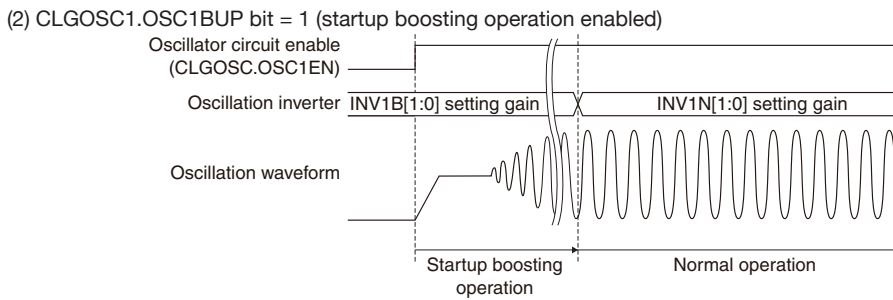 (2) CLGOSC1.OSC1BUP bit = 1 (startup boosting operation enabled)
Oscillator circuit enable
(CLGOSC.OSC1EN)
Oscillation inverter
INV1B[1:0] setting gain
INV1N[1:0] setting gain
Oscillation waveform
Startup boosting
operation
Normal operation